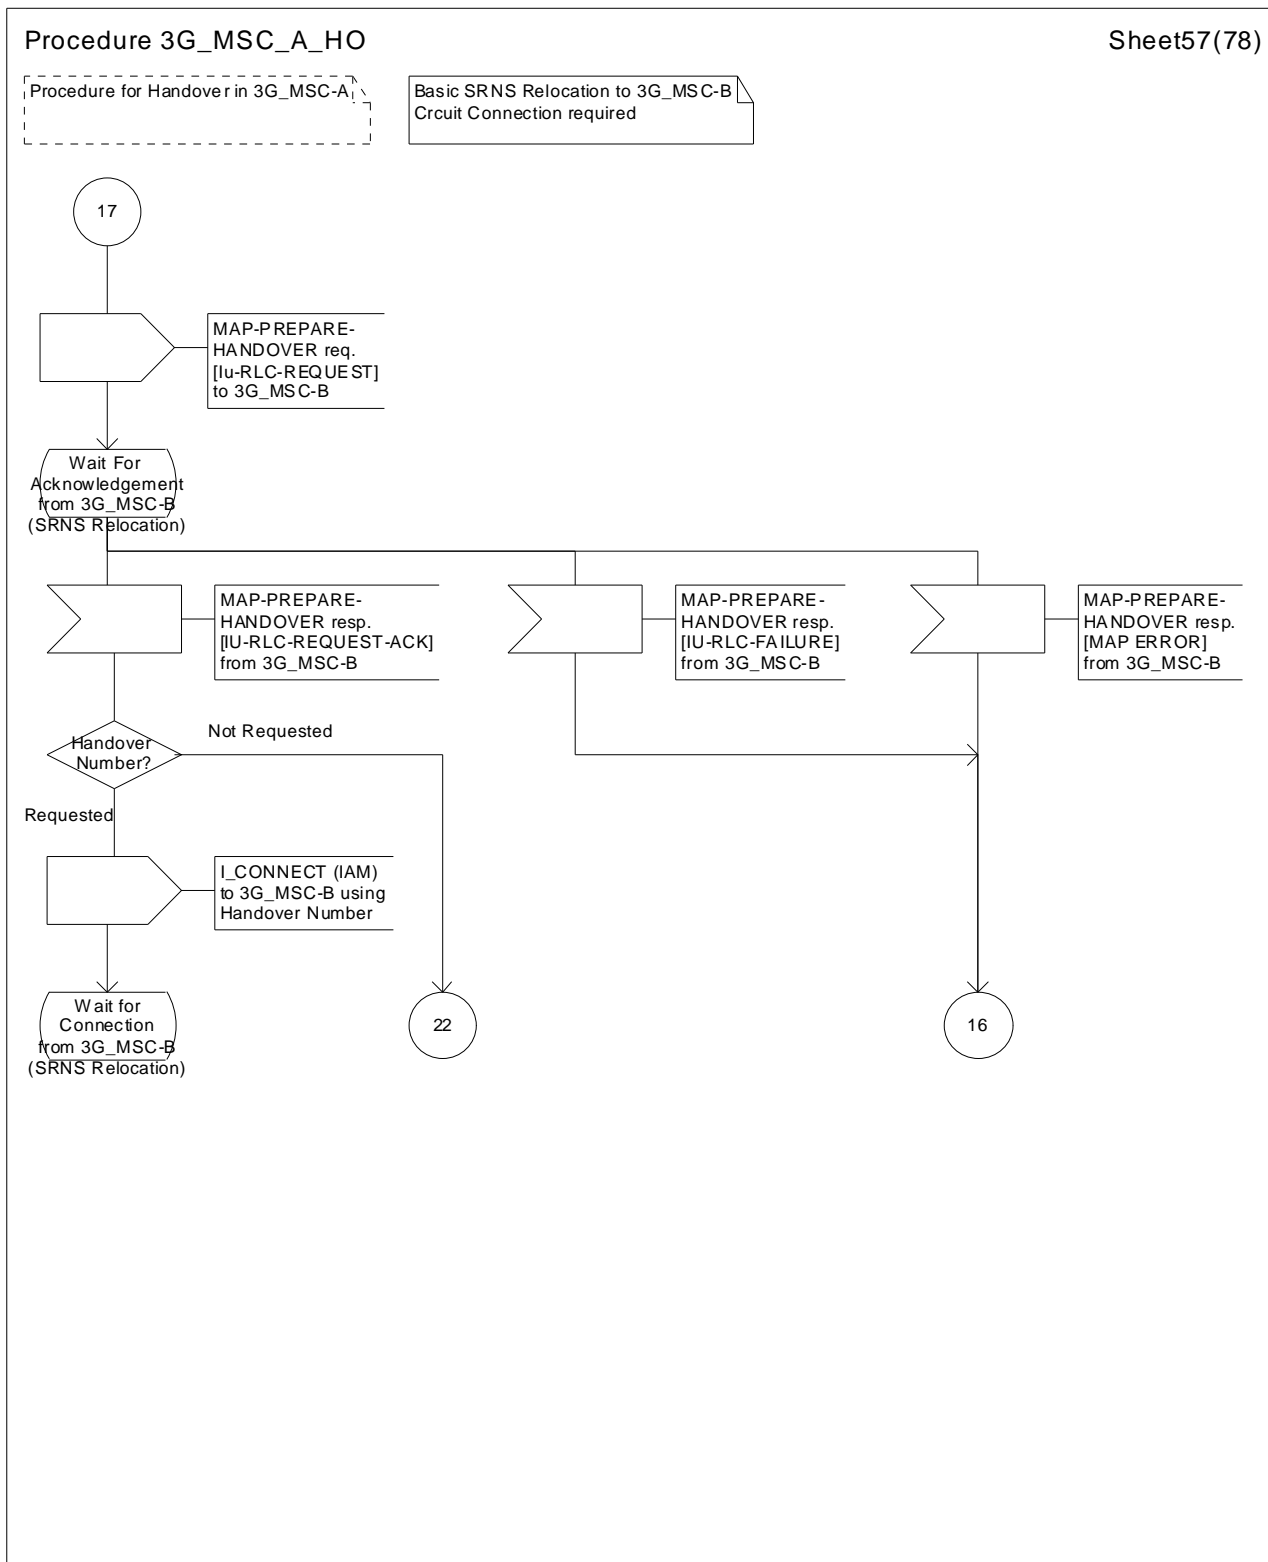 Procedure 3G_MSC_A_HO
Sheet57(78)
Procedure for Handover in 3G_MSC-A
Basic SRNS Relocation to 3G_MSC-B
Crcuit Connection required
17
MAP-PREPARE-
HANDOVER req.
[Iu-RLC-REQUEST]
to 3G_MSC-B
Wait For
Acknowledgement
from 3G_MSC-B
(SRNS Relocation)
MAP-PREPARE-
HANDOVER resp.
[IU-RLC-REQUEST-ACK]
from 3G_MSC-B
MAP-PREPARE-
HANDOVER resp.
[IU-RLC-FAILURE]
from 3G_MSC-B
MAP-PREPARE-
HANDOVER resp.
[MAP ERROR]
from 3G_MSC-B
Handover
Number?
Not Requested
Requested
I_CONNECT (IAM)
to 3G_MSC-B using
Handover Number
Wait for
Connection
from 3G_MSC-B
(SRNS Relocation)
22
16